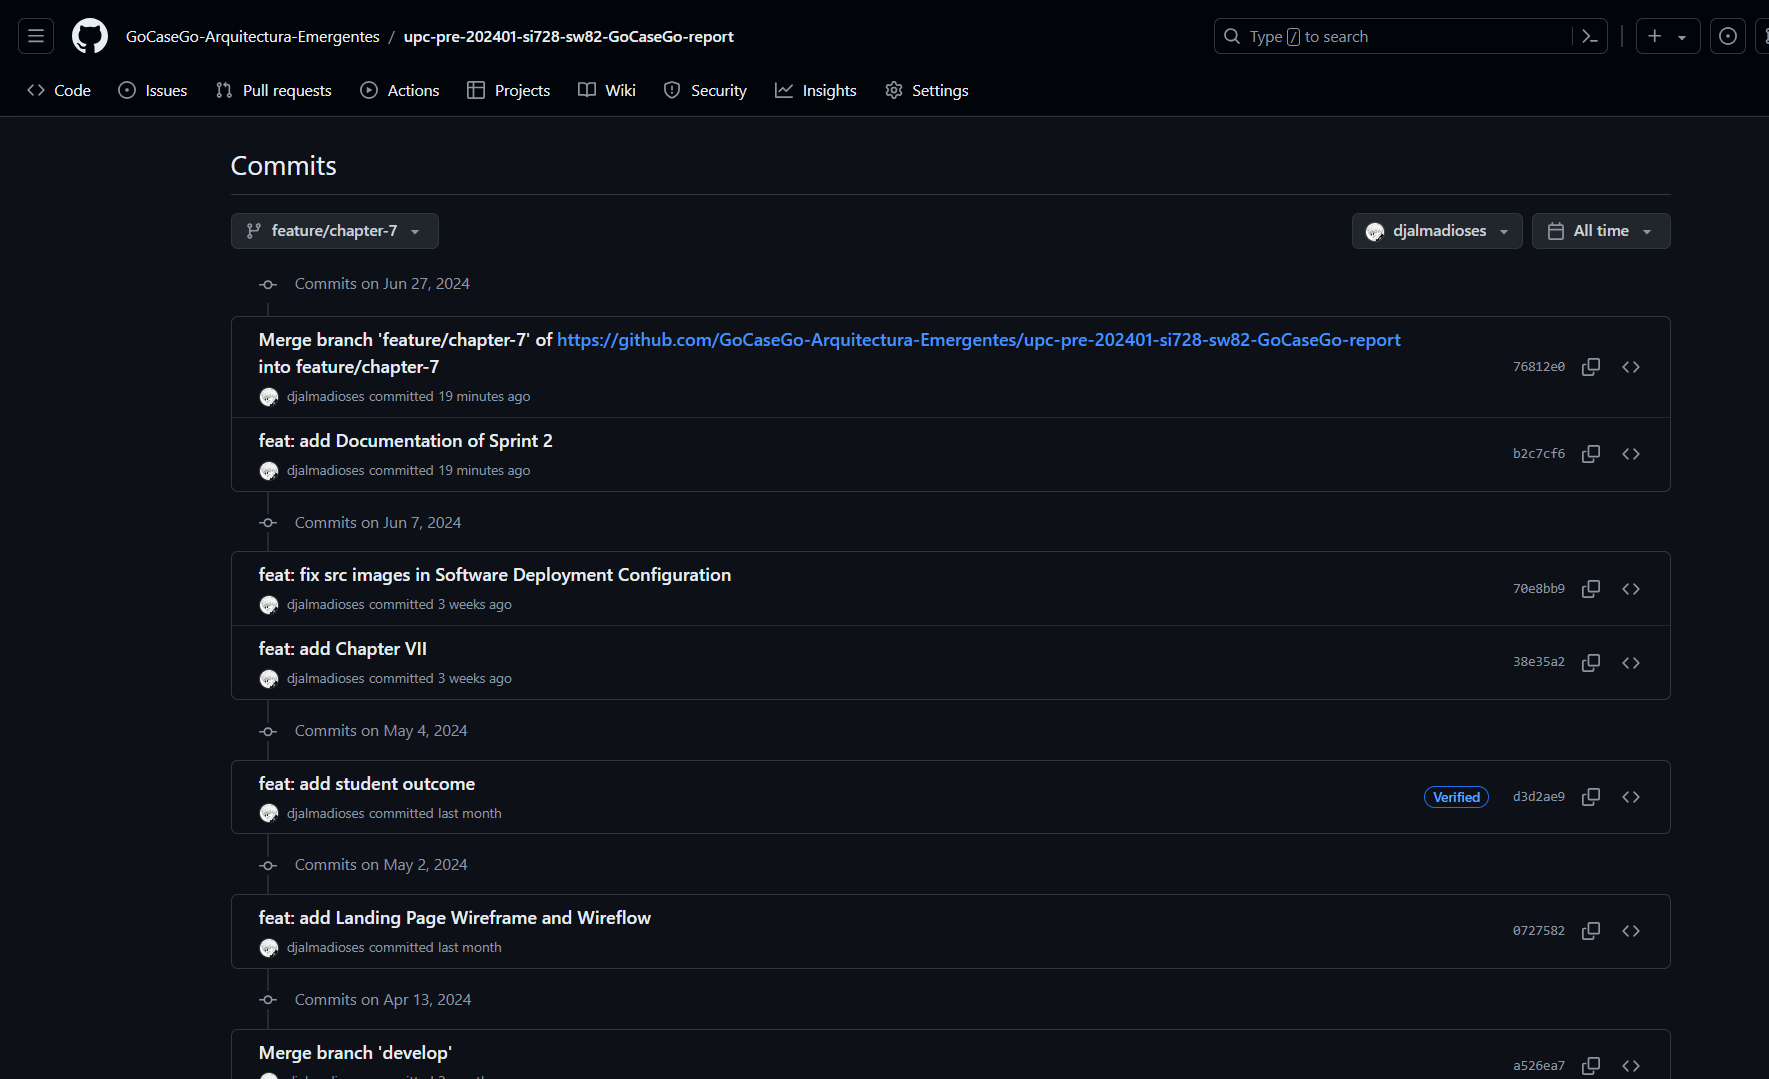 GoCaseGo-Arquitectura-Emergentes / upc-pre-202401-si728-sw82-GoCaseGo-report
Type / to search
Code Issues Pull requests Actions Projects Wiki Security Insights Settings
Commits
feature/chapter-7 djalmadioses All time
Commits on Jun 27, 2024
Merge branch 'feature/chapter-7' of https://github.com/GoCaseGo-Arquitectura-Emergentes/upc-pre-202401-si728-sw82-GoCaseGo-report
into feature/chapter-7
76812e0
djalmadioses committed 19 minutes ago
feat: add Documentation of Sprint 2
b2c7cf6
djalmadioses committed 19 minutes ago
Commits on Jun 7, 2024
feat: fix src images in Software Deployment Configuration
70e8bb9
djalmadioses committed 3 weeks ago
feat: add Chapter VII
38e35a2
djalmadioses committed 3 weeks ago
Commits on May 4, 2024
feat: add student outcome
Verified d3d2ae9
djalmadioses committed last month
Commits on May 2, 2024
feat: add Landing Page Wireframe and Wireflow
0727582
djalmadioses committed last month
Commits on Apr 13, 2024
Merge branch 'develop'
a526ea7